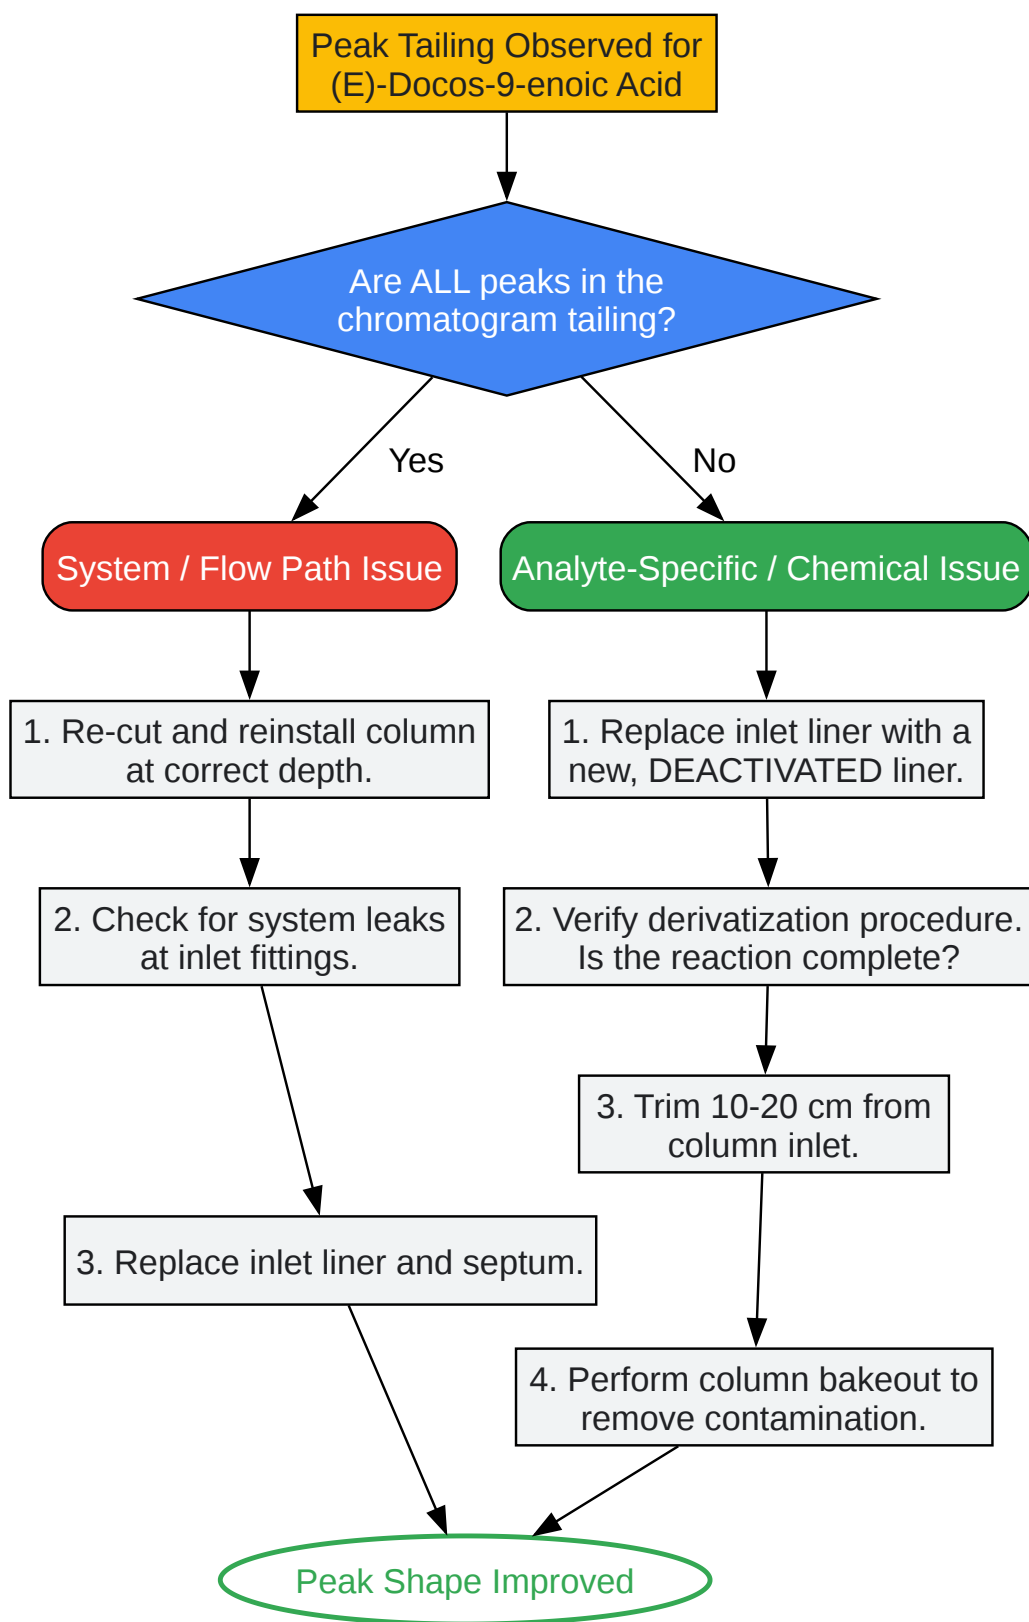 Peak Tailing Observed for
(E)-Docos-9-enoic Acid
Are ALL peaks in the
chromatogram tailing?
Yes
No
System / Flow Path Issue
Analyte-Specific / Chemical Issue
1. Re-cut and reinstall column
at correct depth.
1. Replace inlet liner with a
new, DEACTIVATED liner.
2. Check for system leaks
at inlet fittings.
2. Verify derivatization procedure.
Is the reaction complete?
3. Trim 10-20 cm from
column inlet.
3. Replace inlet liner and septum.
4. Perform column bakeout to
remove contamination.
Peak Shape Improved